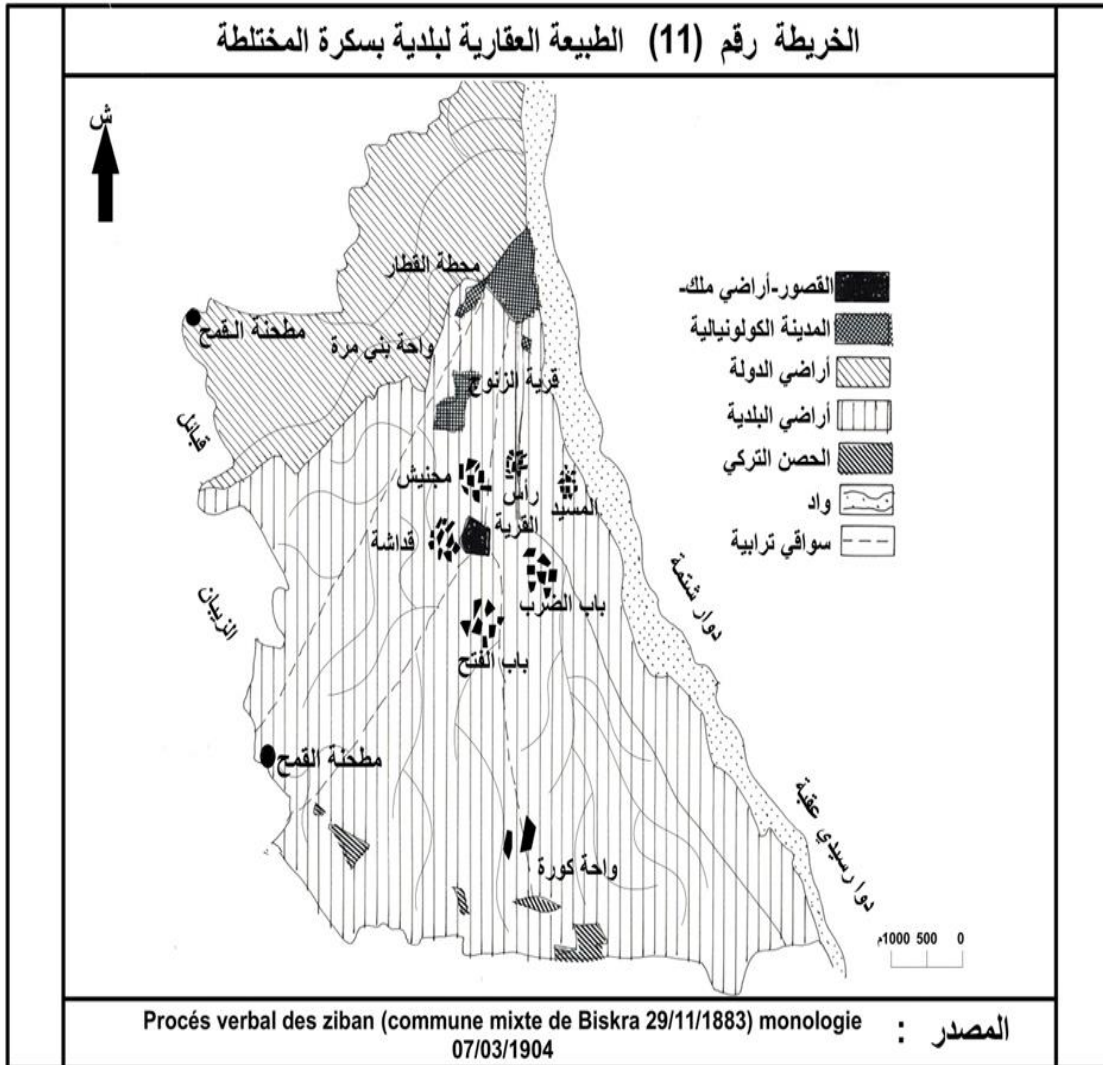 الخريطة رقم (11) الطبيعة العقارية لبلدية بسكرة المختلطة
ش
محطة القطار
مطحنة القمح
واحة بني مرة
قرية الزنوج
قبائل
مجنيش
رأس
القرية
المسيد
قداشة
باب الضرب
الزيبان
باب الفتح
دوار شتمة
مطحنة القمح
واحة كورة
دوا رسيدي عقبة
القصور-أراضي ملك-
المدينة الكولونيالية
أراضي الدولة
أراضي البلدية
الحصن التركي
واد
سواقي ترابية
0 500 1000م
المصدر :
Procés verbal des ziban (commune mixte de Biskra 29/11/1883) monologie
07/03/1904